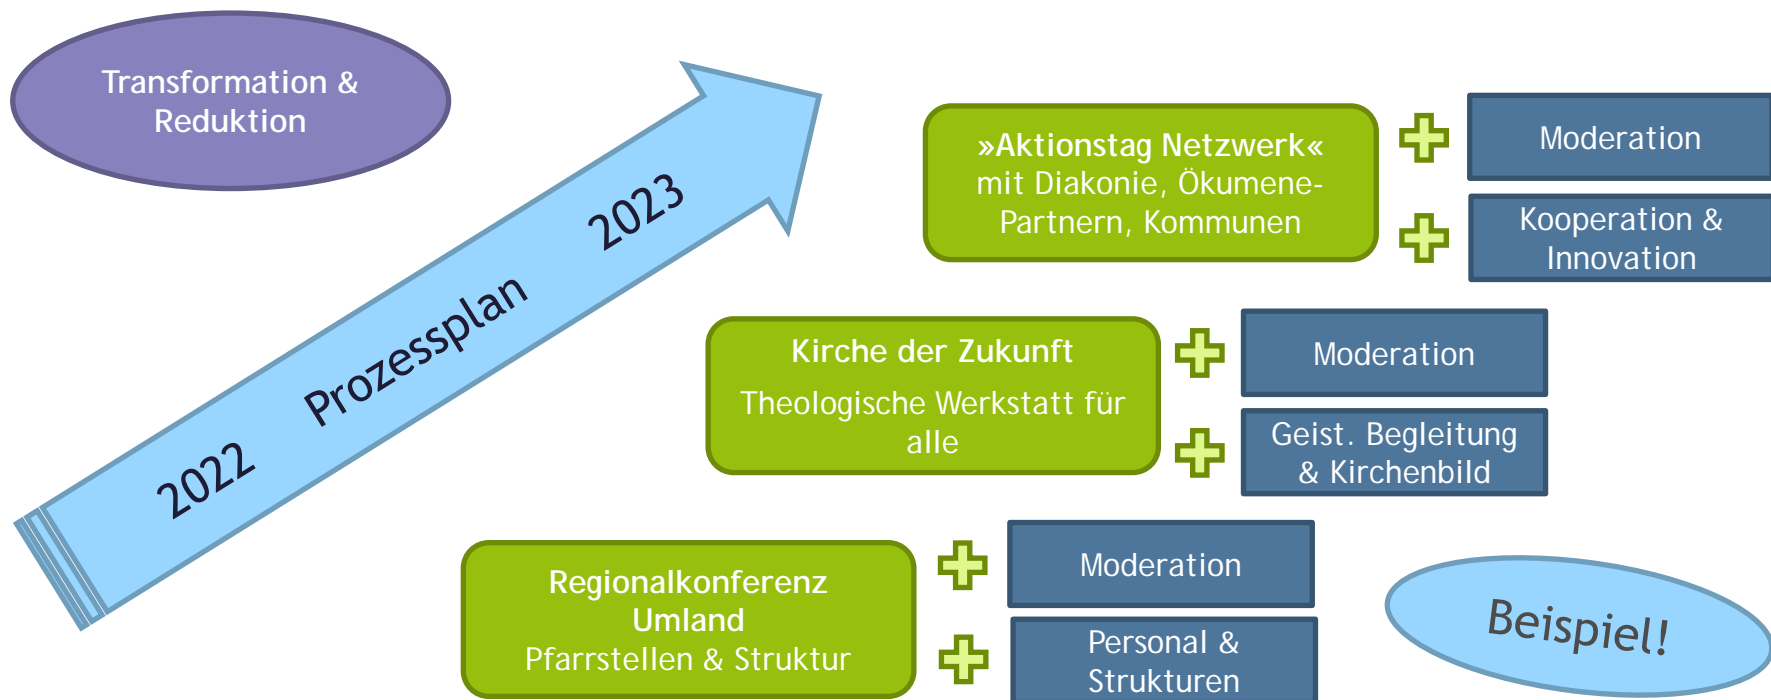 Transformation &
Reduktion
2022 Prozessplan 2023
»Aktionstag Netzwerk«
mit Diakonie, Ökumene-
Partnern, Kommunen
Moderation
Kooperation &
Innovation
Kirche der Zukunft
Theologische Werkstatt für
alle
Moderation
Geist. Begleitung
& Kirchenbild
Regionalkonferenz
Umland
Pfarrstellen & Struktur
Moderation
Personal &
Strukturen
Beispiel!